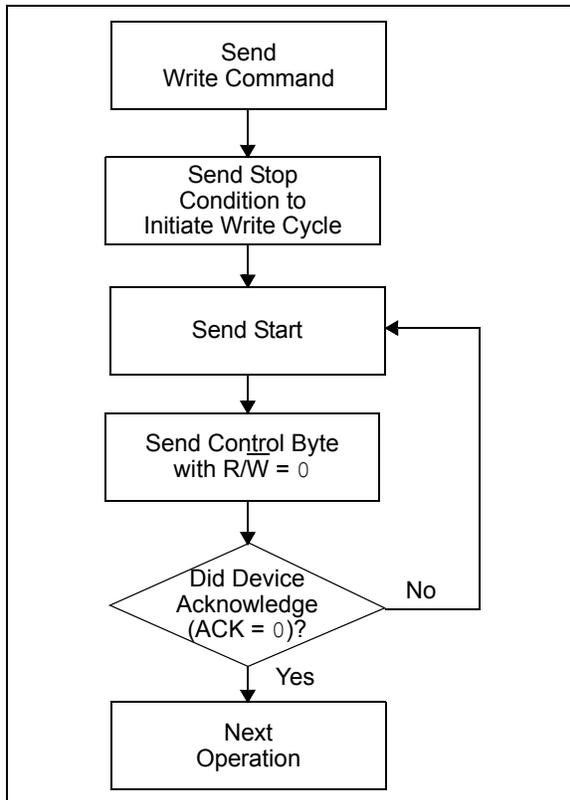 Send
Write Command
Send Stop
Condition to
Initiate Write Cycle
Send Start
Send Control Byte
with R/W̅ = 0
Did Device
Acknowledge
(ACK = 0)?
No
Yes
Next
Operation